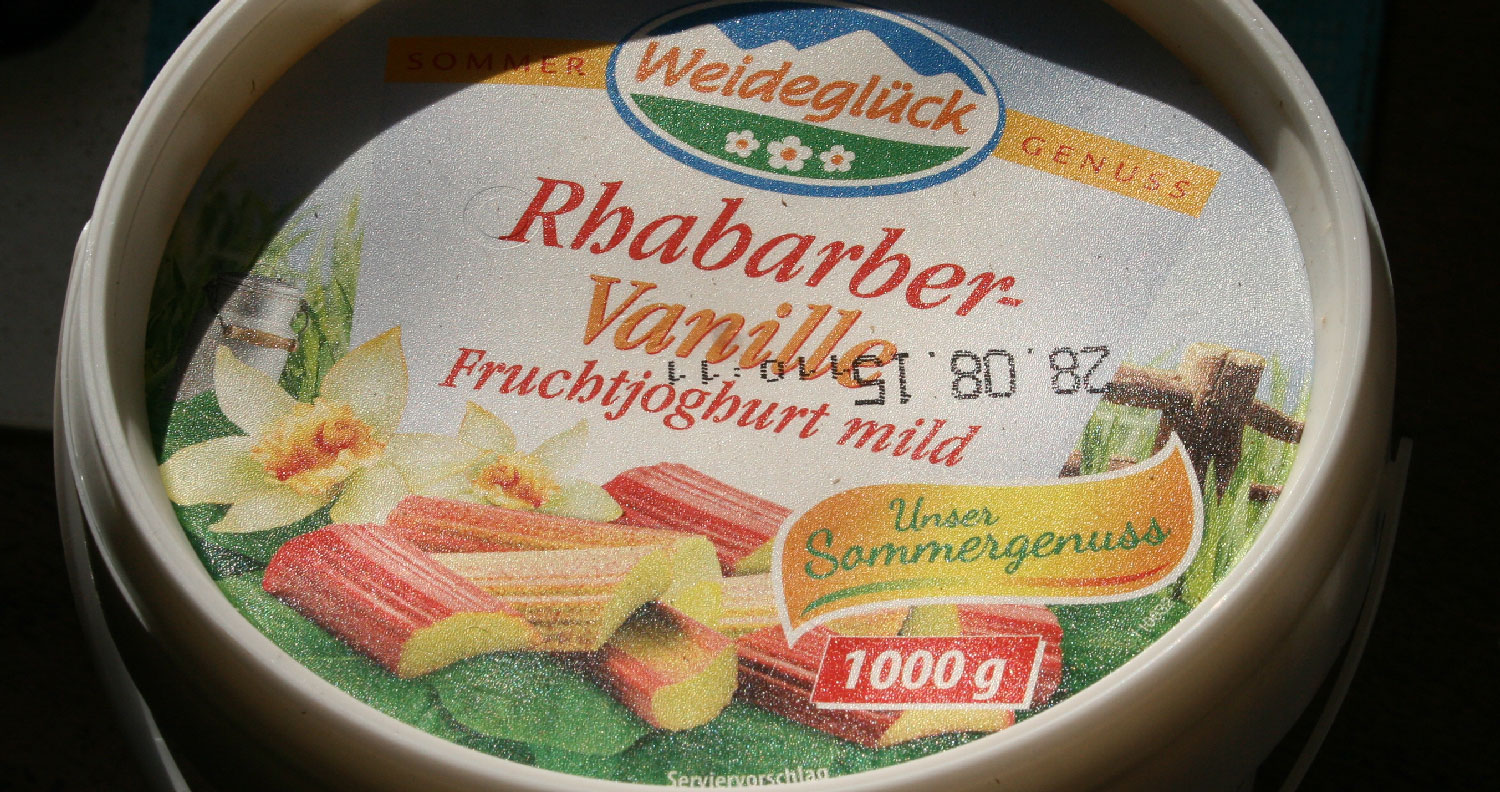 SOMMER
Weideglück
GENUSS
Rhabarber-
Vanille
28.08.15
Fruchtjoghurt mild
Unser
Sommergenuss
1000 g
Serviervorschlag